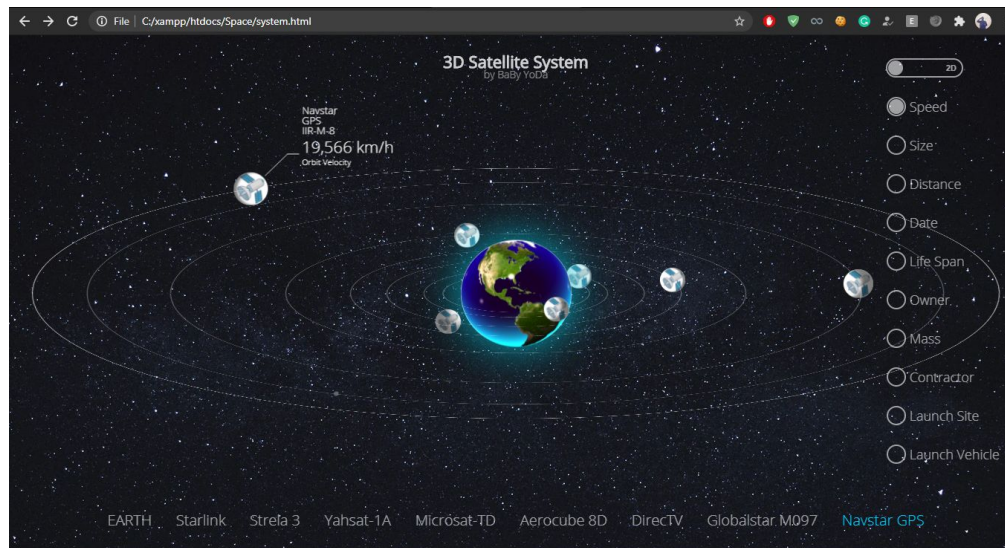 File C:/xampp/htdocs/Space/system.html
3D Satellite System
by BaBy YoDa
2D
Navstar
GPS
IIR-M-8
19,566 km/h
Orbit Velocity
Speed
Size
Distance
Date
Life Span
Owner
Mass
Contractor
Launch Site
Launch Vehicle
EARTH Starlink Strela 3 Yahsat-1A Microsat-TD Aerocube 8D DirecTV Globalstar M097 Navstar GPS